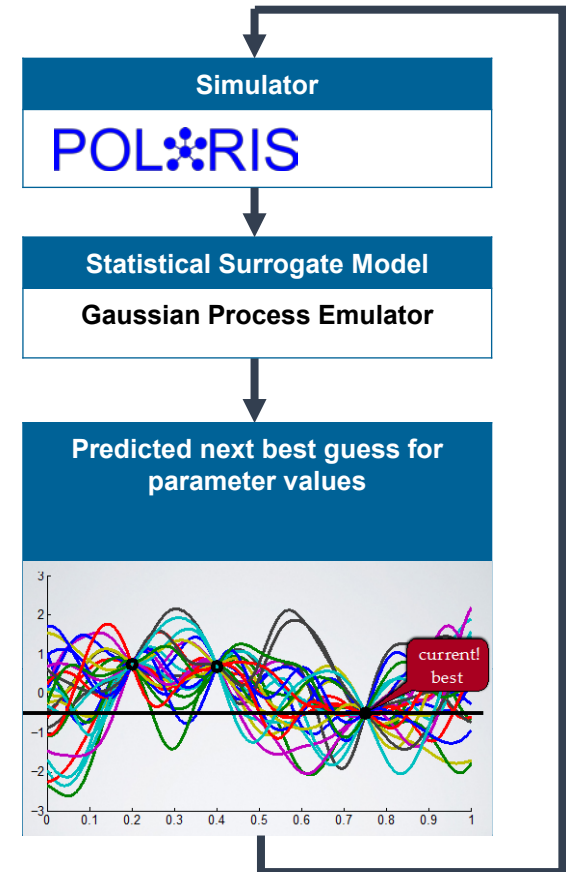 Simulator
POLARIS
Statistical Surrogate Model
Gaussian Process Emulator
Predicted next best guess for
parameter values
3
2
1
0
−1
−2
−3
current!
best
0 0.1 0.2 0.3 0.4 0.5 0.6 0.7 0.8 0.9 1